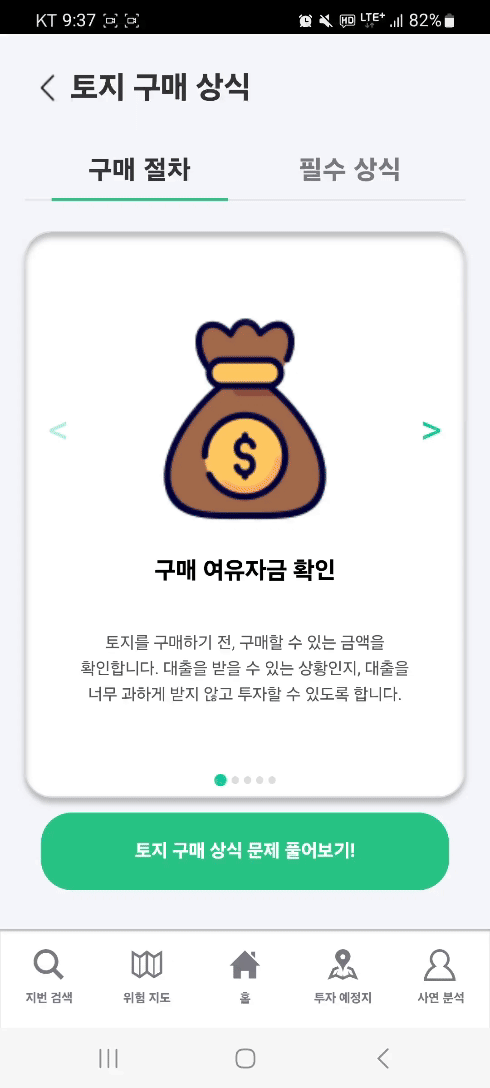 KT 9:37 HD LTE+ 82%
토지 구매 상식
구매 절차 필수 상식
< >
$
구매 여유자금 확인
토지를 구매하기 전, 구매할 수 있는 금액을
확인합니다. 대출을 받을 수 있는 상황인지, 대출을
너무 과하게 받지 않고 투자할 수 있도록 합니다.
토지 구매 상식 문제 풀어보기!
지번 검색 위험 지도 홈 투자 예정지 사연 분석